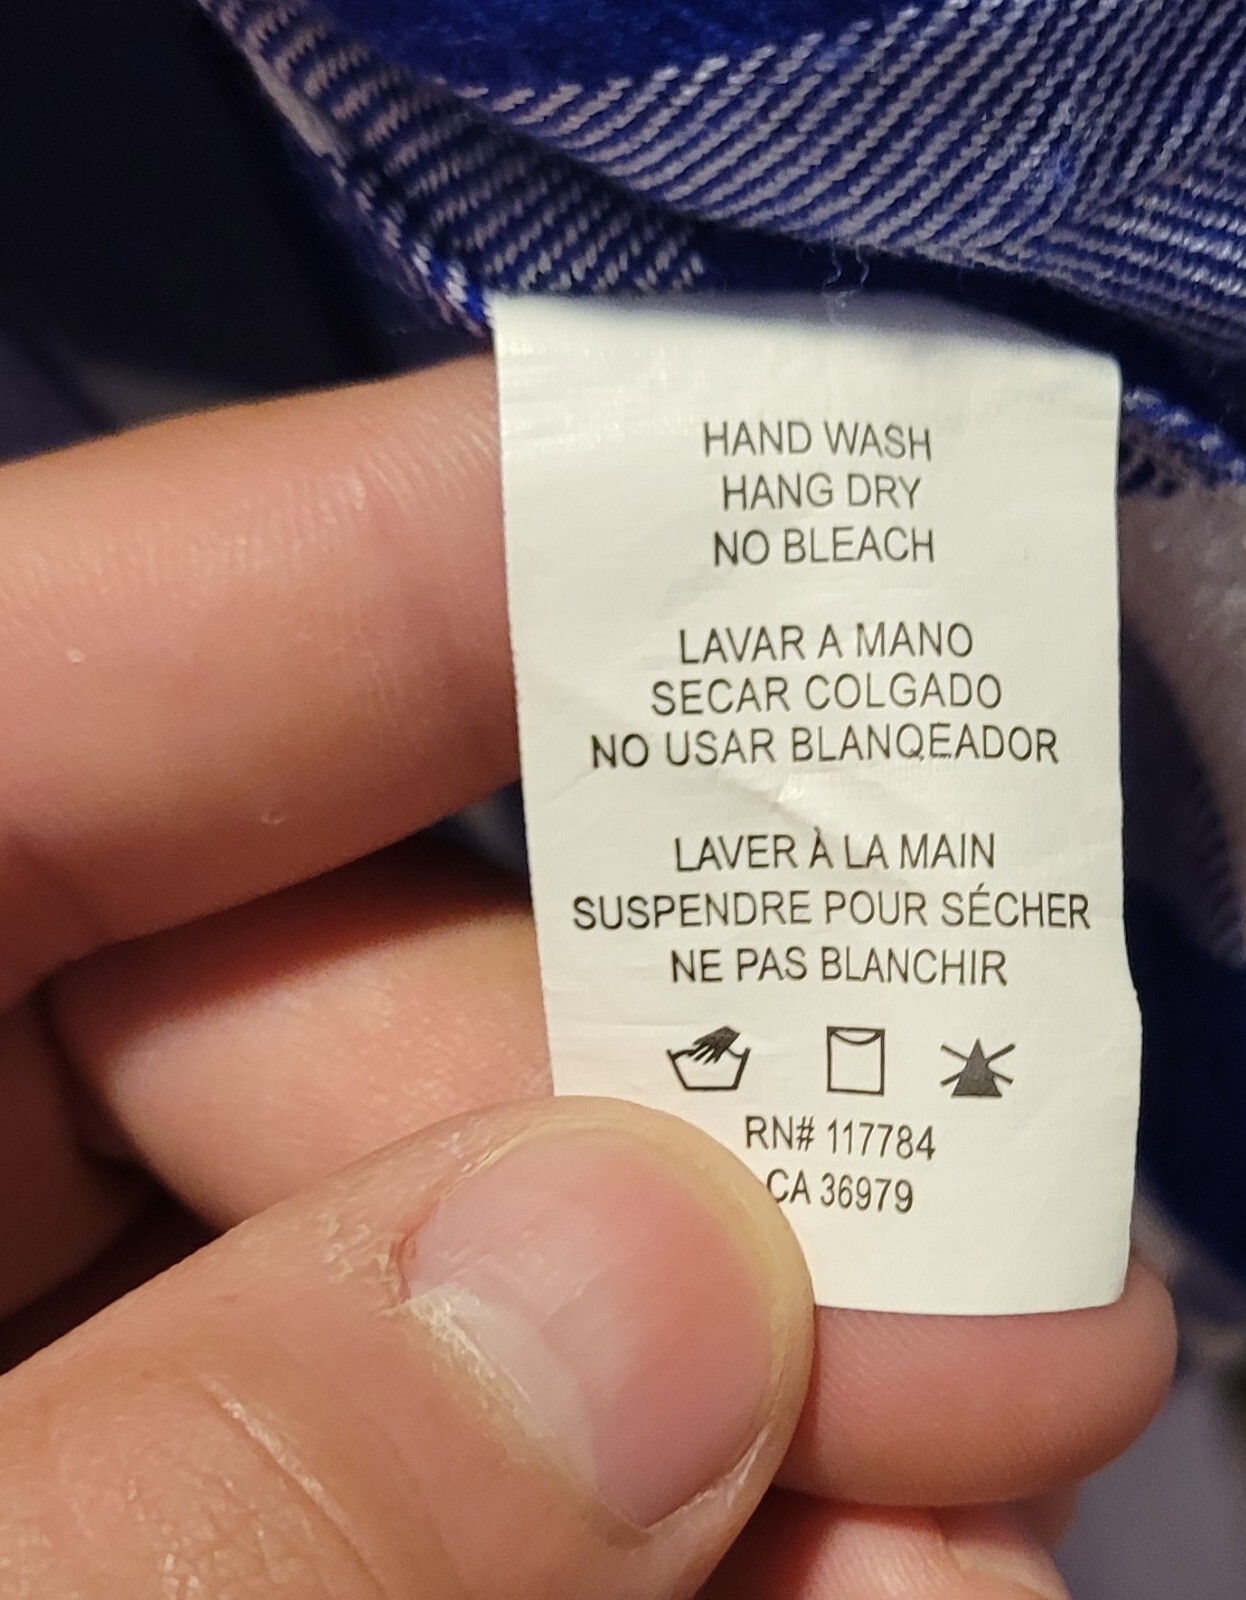 HAND WASH
HANG DRY
NO BLEACH
LAVAR A MANO
SECAR COLGADO
NO USAR BLANQEADOR
LAVER À LA MAIN
SUSPENDRE POUR SÉCHER
NE PAS BLANCHIR
RN# 117784
CA 36979